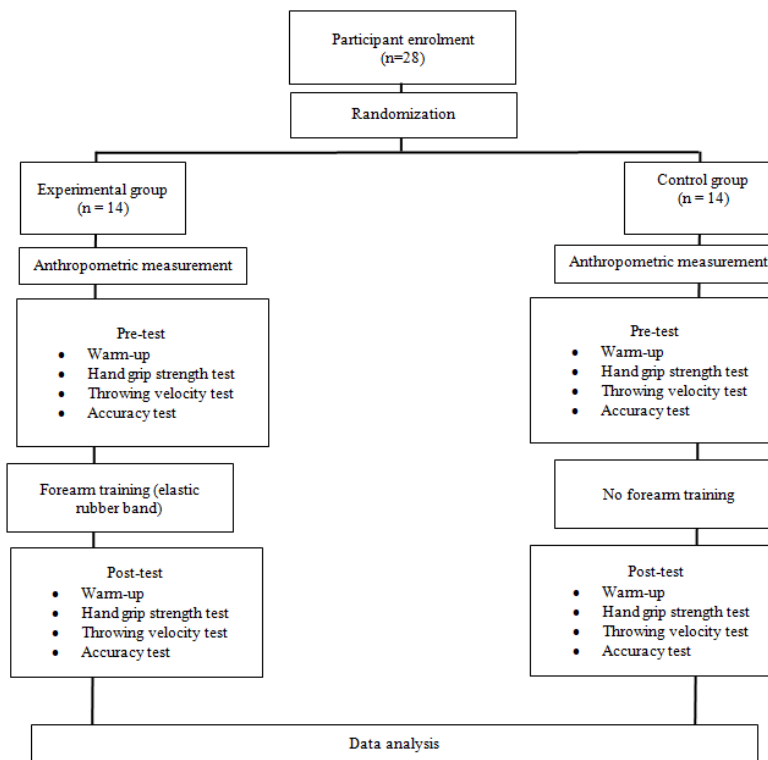 Participant enrolment
(n=28)
Randomization
Experimental group
(n = 14)
Control group
(n = 14)
Anthropometric measurement
Anthropometric measurement
Pre-test
• Warm-up
• Hand grip strength test
• Throwing velocity test
• Accuracy test
Pre-test
• Warm-up
• Hand grip strength test
• Throwing velocity test
• Accuracy test
Forearm training (elastic
rubber band)
No forearm training
Post-test
• Warm-up
• Hand grip strength test
• Throwing velocity test
• Accuracy test
Post-test
• Warm-up
• Hand grip strength test
• Throwing velocity test
• Accuracy test
Data analysis